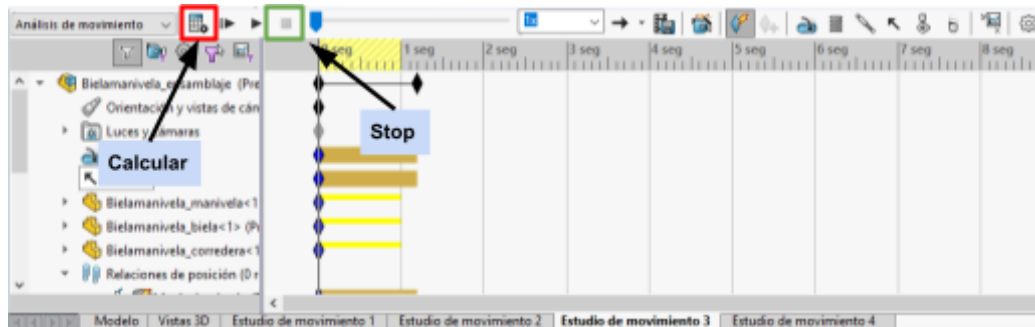 Análisis de movimiento
1x
0 seg 1 seg 2 seg 3 seg 4 seg 5 seg 6 seg 7 seg 8 seg
Bielamanivela_ensamblaje (Pre
Orientación y vistas de cán
Luces y cámaras
Stop
Calcular
Bielamanivela_manivela<1
Bielamanivela_biela<1> (Pr
Bielamanivela_corredera<1
Relaciones de posición (0 r
Modelo Vistas 3D Estudio de movimiento 1 Estudio de movimiento 2 Estudio de movimiento 3 Estudio de movimiento 4